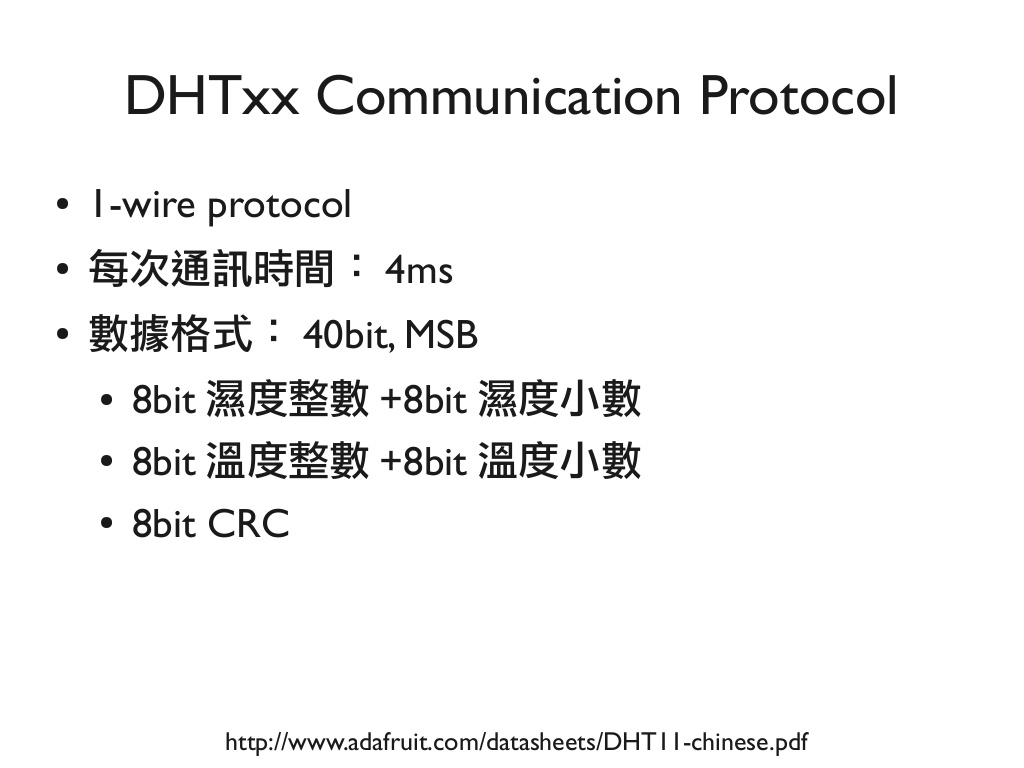 DHTxx Communication Protocol
• 1-wire protocol
• 每次通訊時間： 4ms
• 數據格式： 40bit, MSB
• 8bit 濕度整數 +8bit 濕度小數
• 8bit 溫度整數 +8bit 溫度小數
• 8bit CRC
http://www.adafruit.com/datasheets/DHT11-chinese.pdf